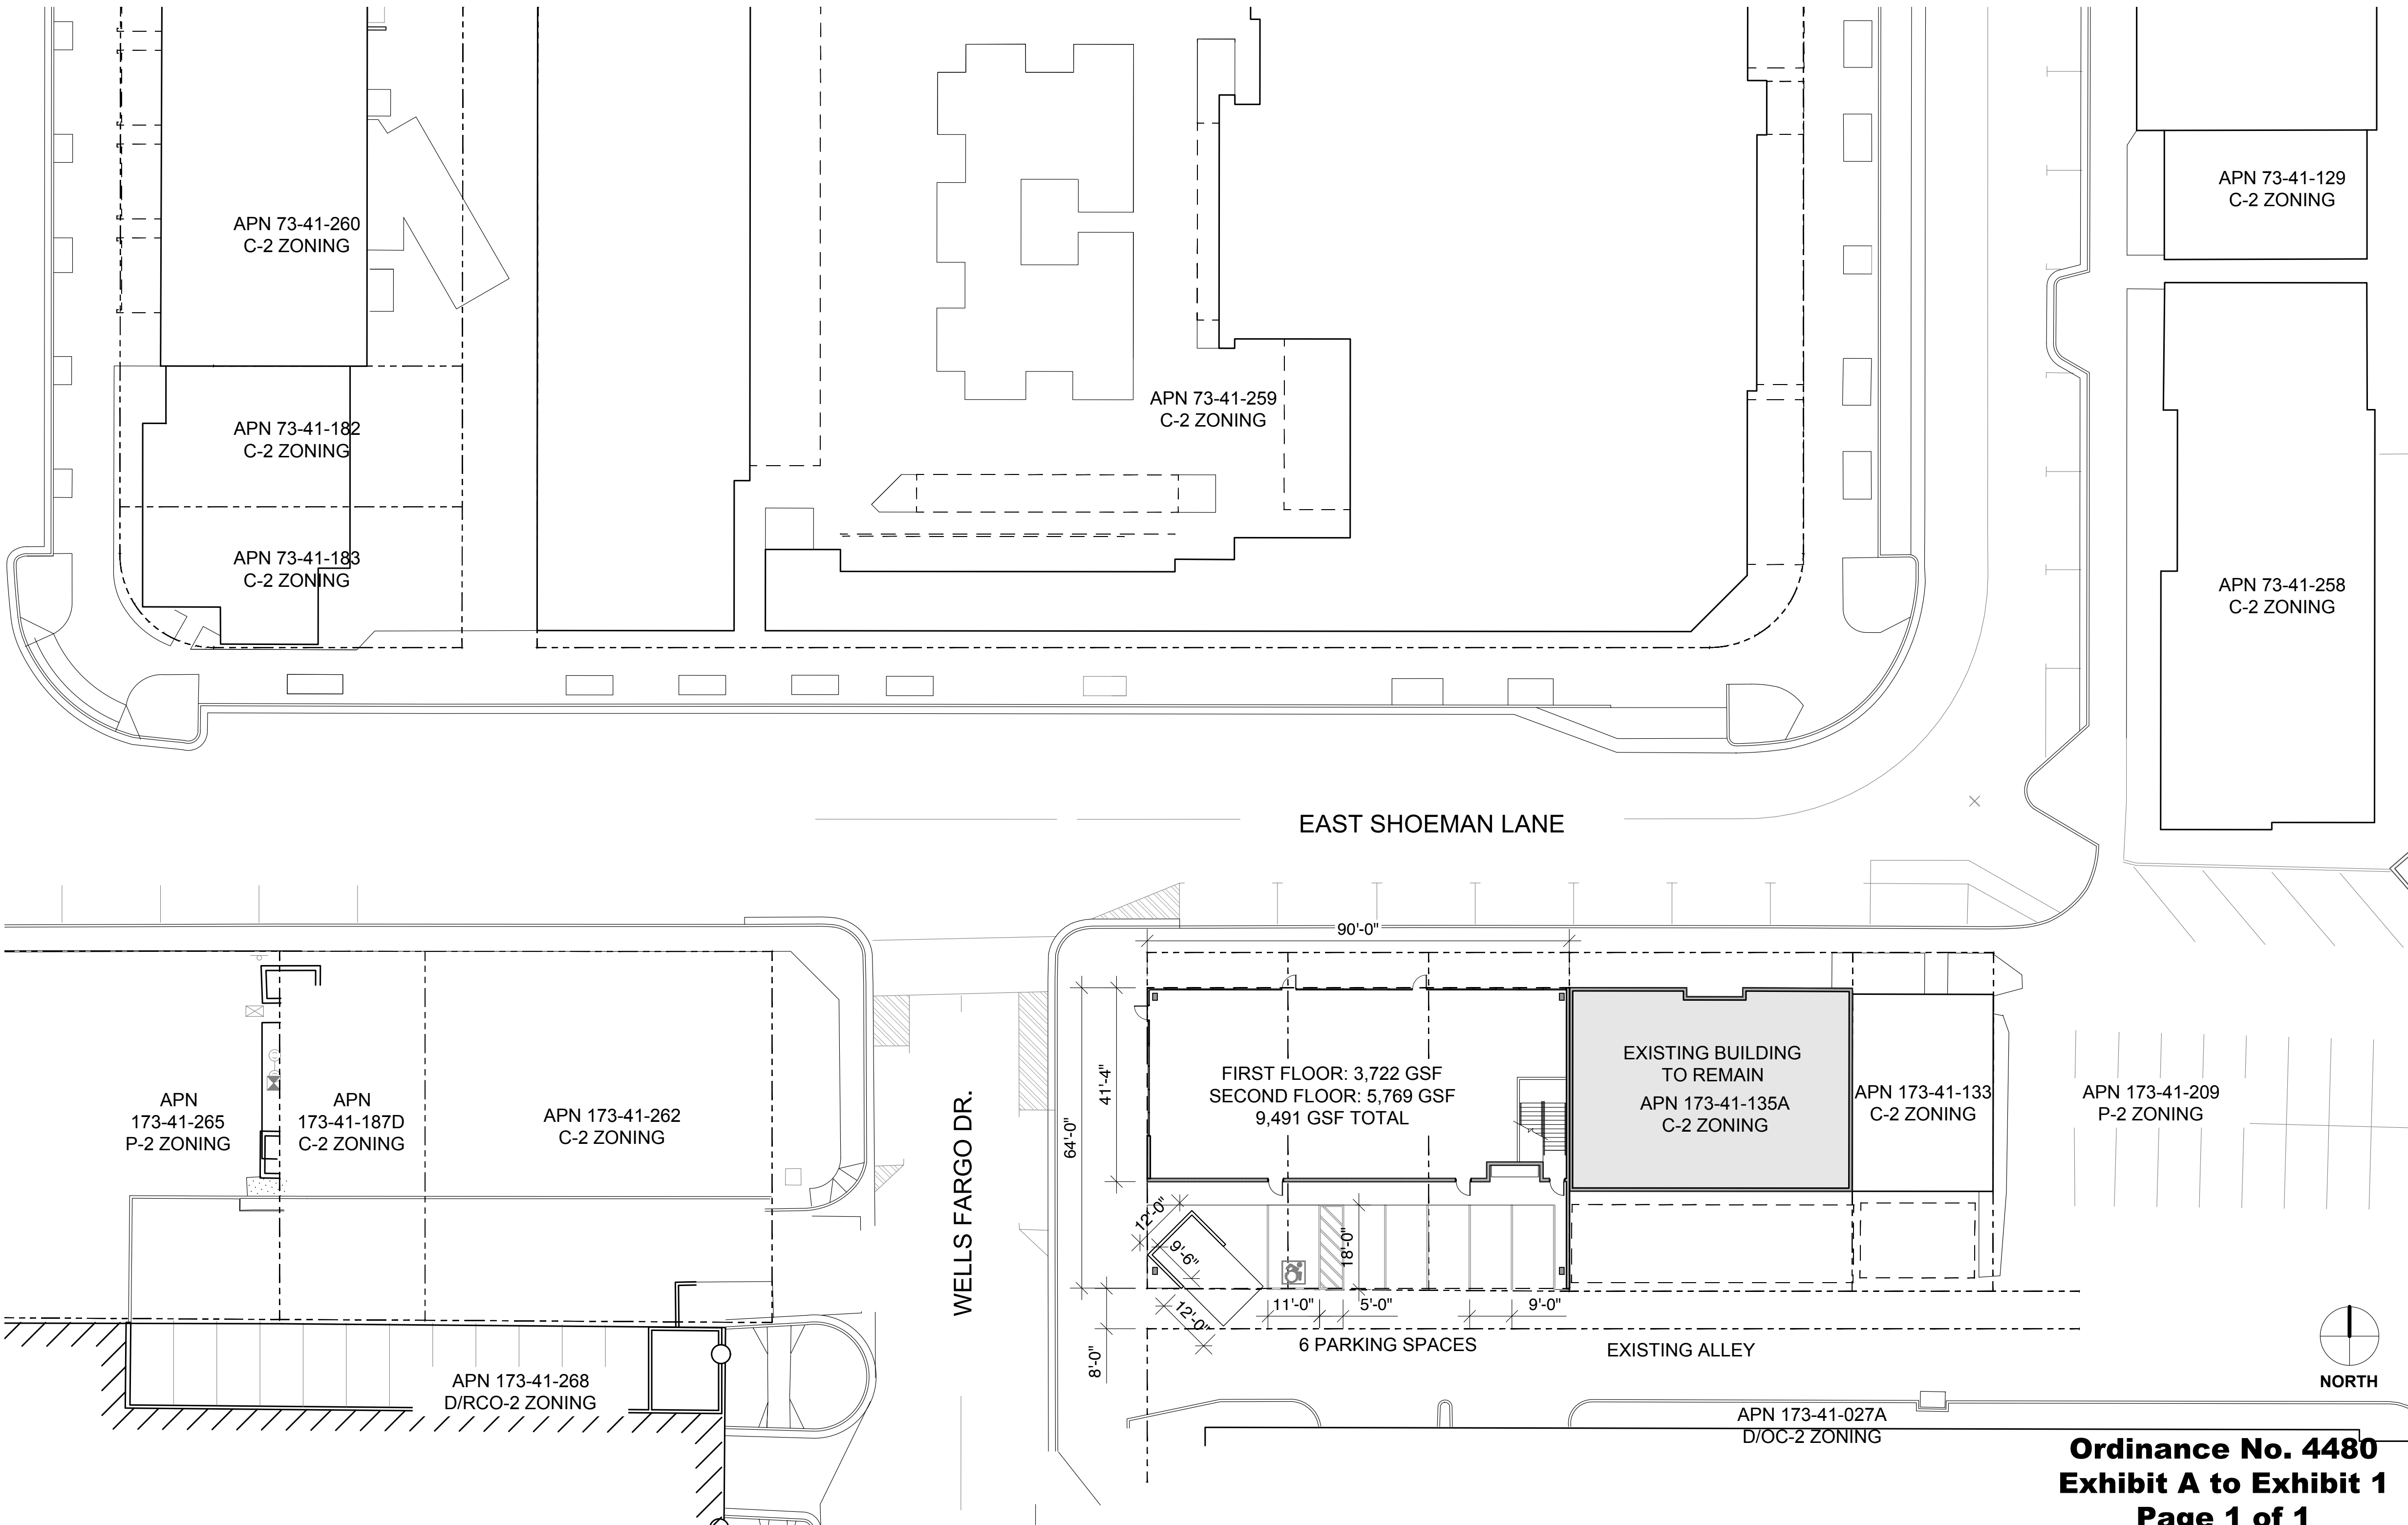 APN 73-41-129
C-2 ZONING
APN 73-41-260
C-2 ZONING
APN 73-41-259
C-2 ZONING
APN 73-41-182
C-2 ZONING
APN 73-41-183
C-2 ZONING
APN 73-41-258
C-2 ZONING
EAST SHOEMAN LANE
90'-0"
APN
173-41-265
P-2 ZONING
APN
173-41-187D
C-2 ZONING
APN 173-41-262
C-2 ZONING
WELLS FARGO DR.
64'-0"
41'-4"
FIRST FLOOR: 3,722 GSF
SECOND FLOOR: 5,769 GSF
9,491 GSF TOTAL
EXISTING BUILDING
TO REMAIN
APN 173-41-135A
C-2 ZONING
APN 173-41-133
C-2 ZONING
APN 173-41-209
P-2 ZONING
12'-0"
9'-6"
18'-0"
12'-0"
11'-0"
5'-0"
9'-0"
8'-0"
6 PARKING SPACES
EXISTING ALLEY
APN 173-41-268
D/RCO-2 ZONING
NORTH
APN 173-41-027A
D/OC-2 ZONING
Ordinance No. 4480
Exhibit A to Exhibit 1
Page 1 of 1